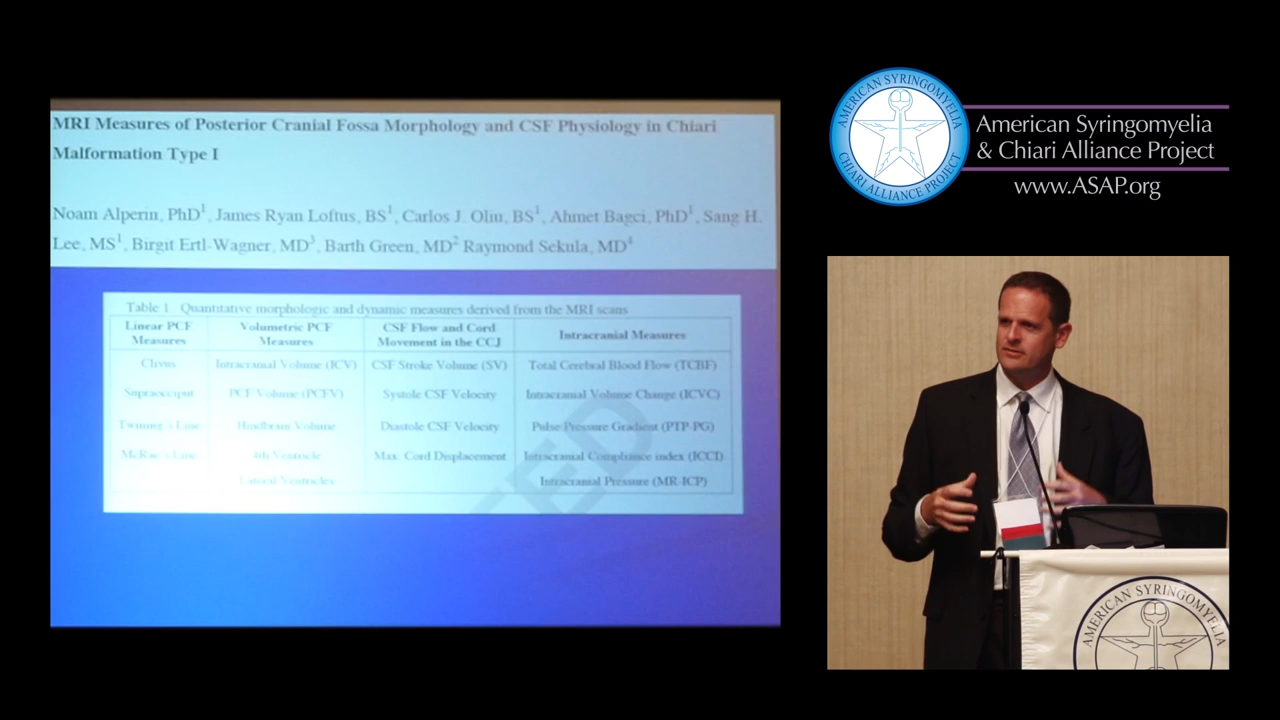 MRI Measures of Posterior Cranial Fossa Morphology and CSF Physiology in Chiari
Malformation Type I
Noam Alperin, PhD1, James Ryan Loftus, BS1, Carlos J. Oliu, BS1, Ahmet Bagci, PhD1, Sang H.
Lee, MS1, Birgit Ertl-Wagner, MD3, Barth Green, MD2 Raymond Sekula, MD4
Table 1 Quantitative morphologic and dynamic measures derived from the MRI scans
Linear PCF Measures Volumetric PCF Measures CSF Flow and Cord Movement in the CCJ Intracranial Measures
Clivus Intracranial Volume (ICV) CSF Stroke Volume (SV) Total Cerebral Blood Flow (TCBF)
Supraocciput PCF Volume (PCFV) Systole CSF Velocity Intracranial Volume Change (ICVC)
Twining's Line Hindbrain Volume Diastole CSF Velocity Pulse Pressure Gradient (PTP-PG)
McRae's Line 4th Ventricle Max. Cord Displacement Intracranial Compliance index (ICCI)
Lateral Ventricles Intracranial Pressure (MR-ICP)
TED
AMERICAN SYRINGOMYELIA
CHIARI ALLIANCE PROJECT
American Syringomyelia
& Chiari Alliance Project
www.ASAP.org
AMERICAN SYRINGOMYELIA